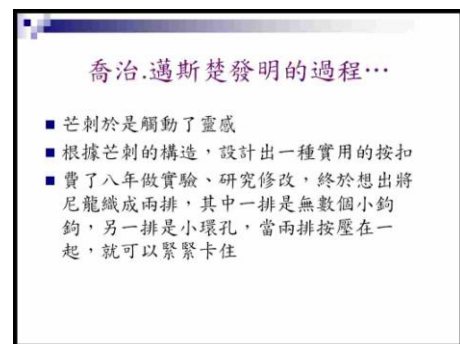 喬治.邁斯楚發明的過程…
芒刺於是觸動了靈感
根據芒刺的構造，設計出一種實用的按扣
費了八年做實驗、研究修改，終於想出將
尼龍織成兩排，其中一排是無數個小鉤
鉤，另一排是小環孔，當兩排按壓在一
起，就可以緊緊卡住